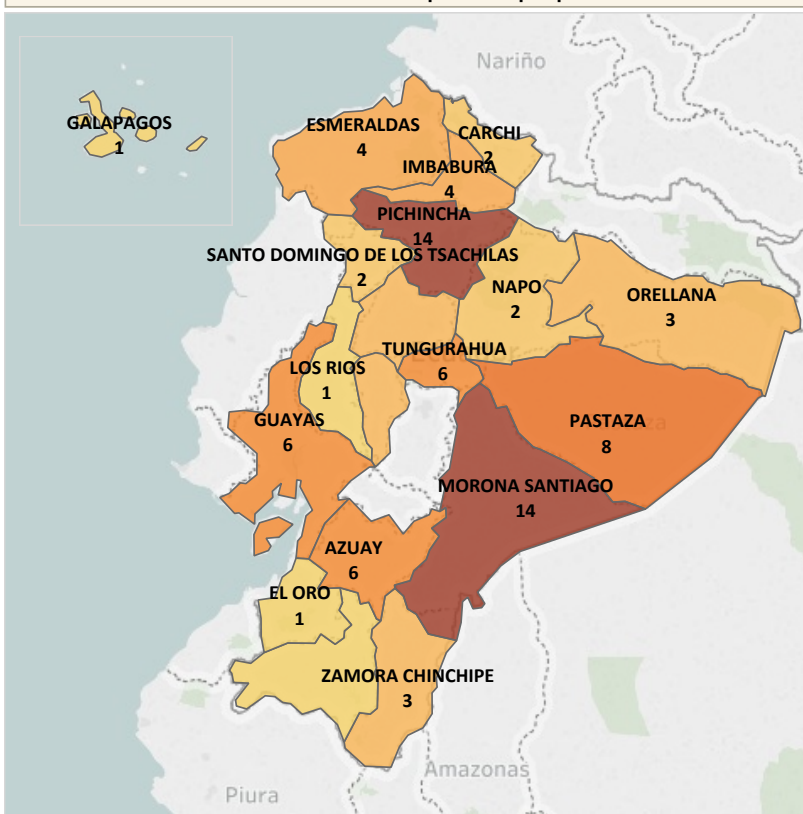 Nariño
GALAPAGOS
1
ESMERALDAS
4
CARCHI
2
IMBABURA
4
PICHINCHA
14
SANTO DOMINGO DE LOS TSACHILAS
2
NAPO
2
ORELLANA
3
TUNGURAHUA
6
LOS RIOS
1
GUAYAS
6
PASTAZA
8
MORONA SANTIAGO
14
AZUAY
6
EL ORO
1
ZAMORA CHINCHIPE
3
Amazonas
Piura